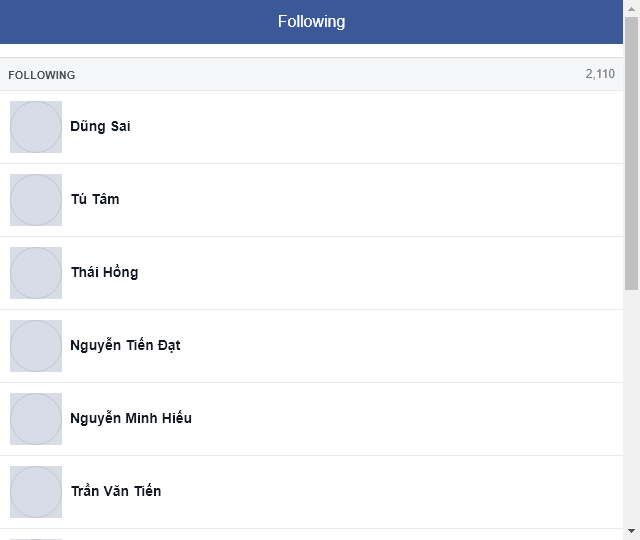 Following
FOLLOWING 2,110
Dũng Sai
Tú Tâm
Thái Hồng
Nguyễn Tiến Đạt
Nguyễn Minh Hiếu
Trần Văn Tiến